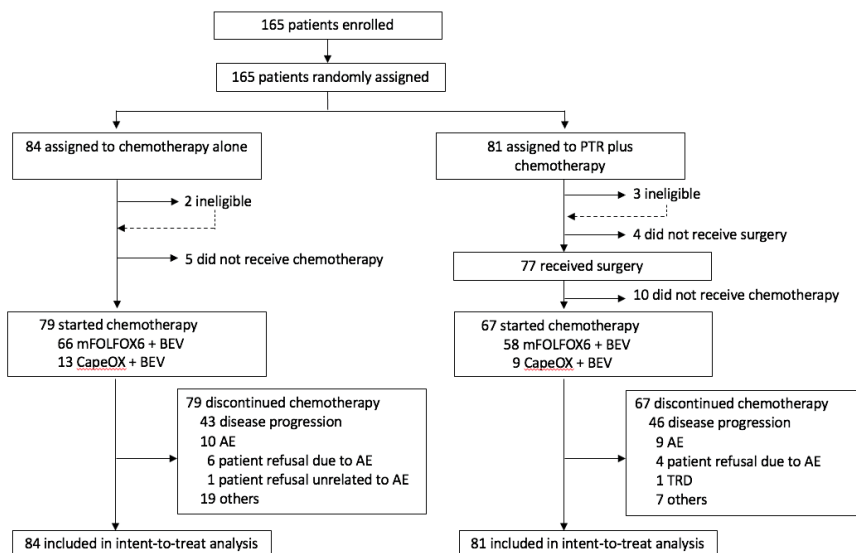 165 patients enrolled
165 patients randomly assigned
84 assigned to chemotherapy alone
2 ineligible
5 did not receive chemotherapy
79 started chemotherapy
66 mFOLFOX6 + BEV
13 CapeOX + BEV
79 discontinued chemotherapy
43 disease progression
10 AE
6 patient refusal due to AE
1 patient refusal unrelated to AE
19 others
84 included in intent-to-treat analysis
81 assigned to PTR plus
chemotherapy
3 ineligible
4 did not receive surgery
77 received surgery
10 did not receive chemotherapy
67 started chemotherapy
58 mFOLFOX6 + BEV
9 CapeOX + BEV
67 discontinued chemotherapy
46 disease progression
9 AE
4 patient refusal due to AE
1 TRD
7 others
81 included in intent-to-treat analysis